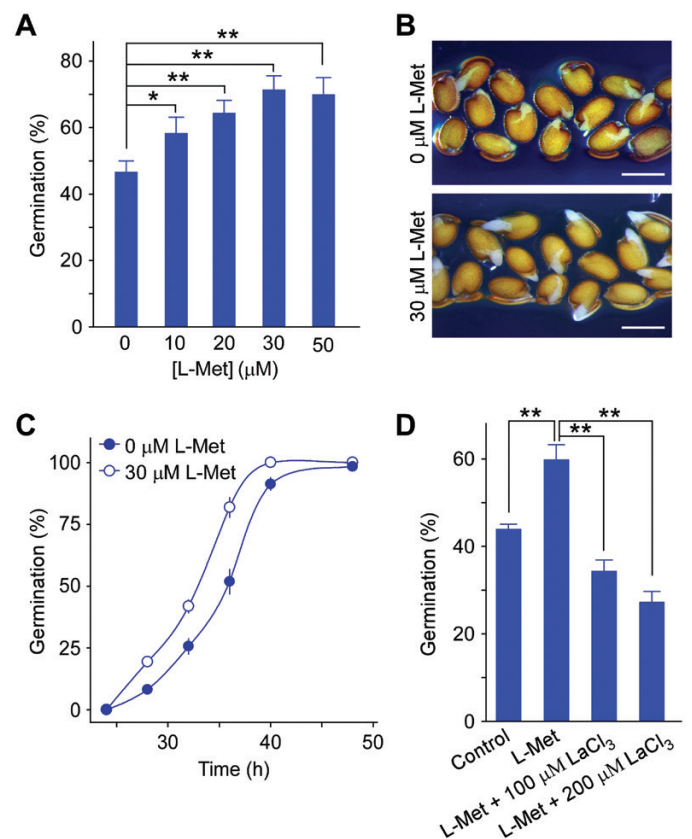 A
**
**
**
*
80
60
40
20
0
Germination (%)
0 10 20 30 50
[L-Met] (μM)
B
0 μM L-Met
30 μM L-Met
C
0 μM L-Met
30 μM L-Met
100
75
50
25
0
Germination (%)
30 40 50
Time (h)
D
** **
**
60
40
20
0
Germination (%)
Control
L-Met
L-Met + 100 μM LaCl₃
L-Met + 200 μM LaCl₃